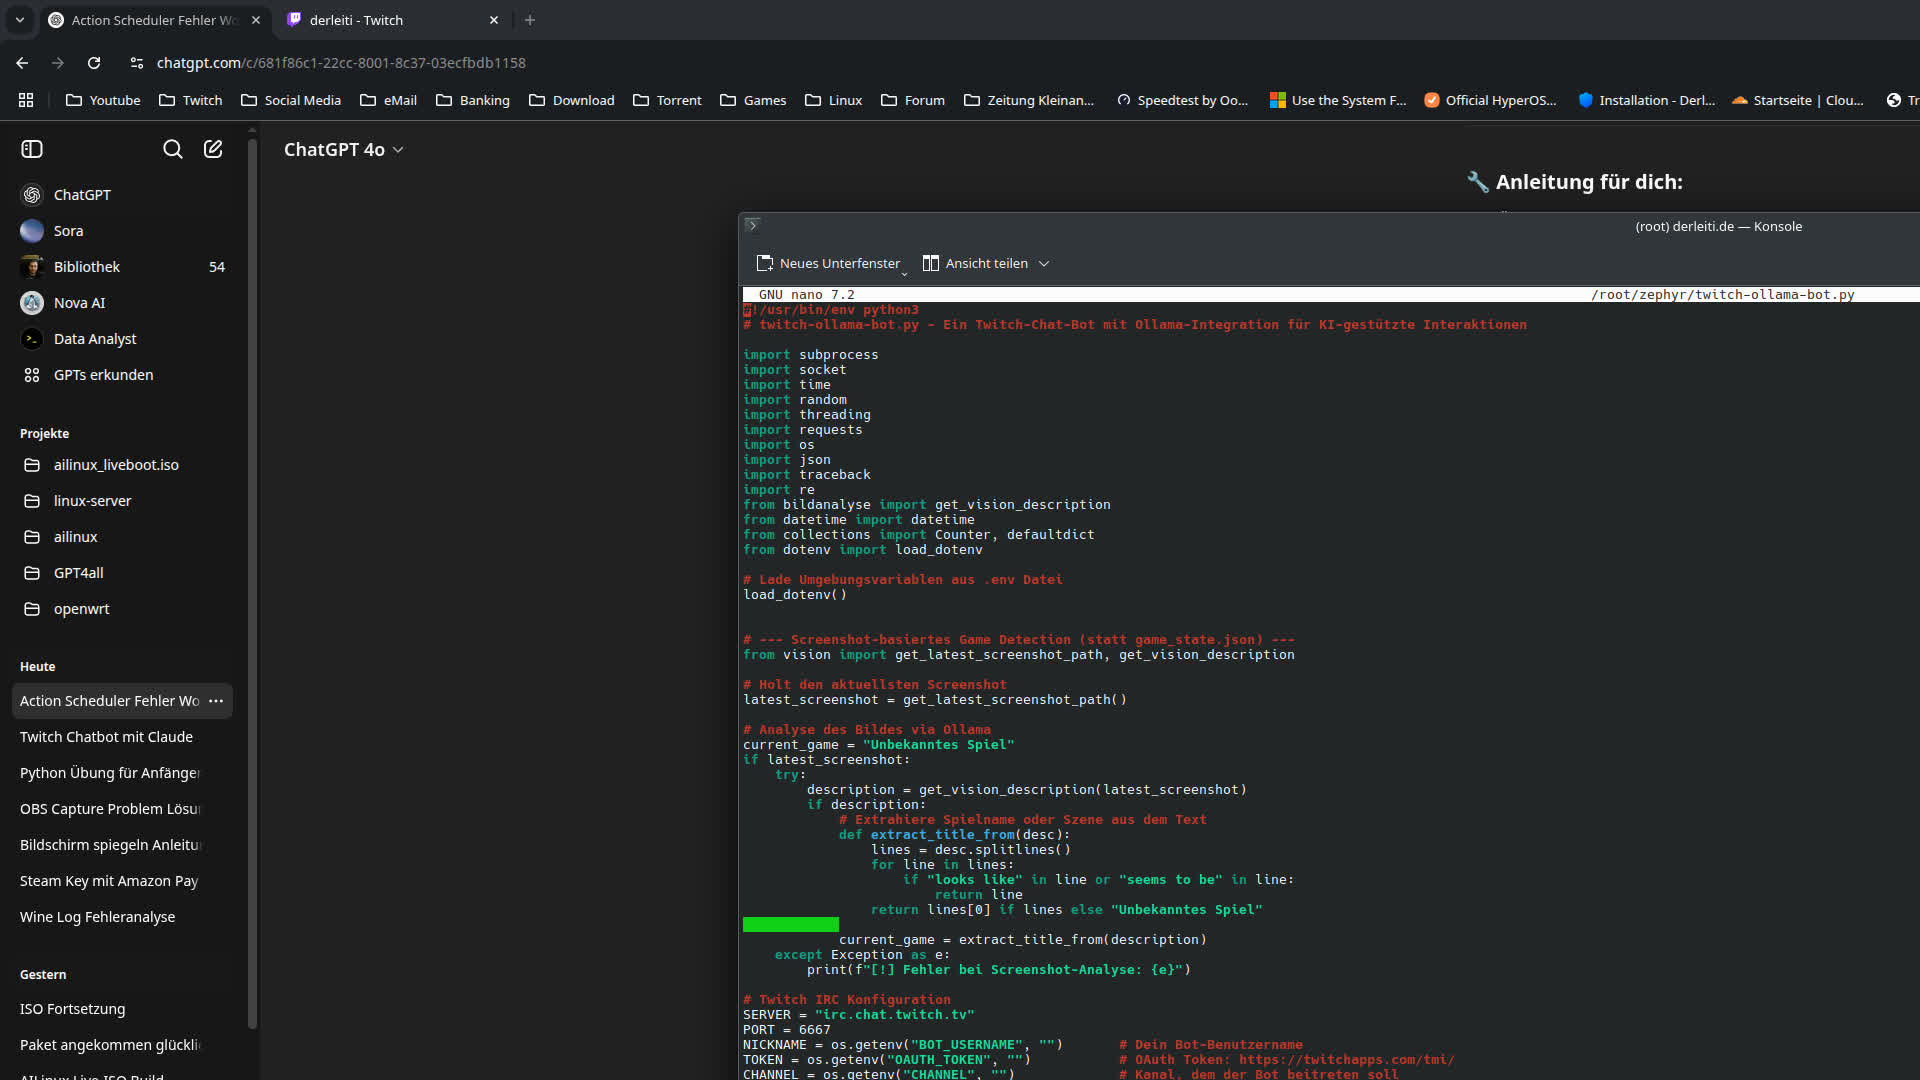 Action Scheduler Fehler Wo
derleiti - Twitch
chatgpt.com/c/681f86c1-22cc-8001-8c37-03ecfbdb1158
Youtube
Twitch
Social Media
eMail
Banking
Download
Torrent
Games
Linux
Forum
Zeitung Kleinan...
Speedtest by Oo...
Use the System F...
Official HyperOS...
Installation - Derl...
Startseite | Clou...
Tr
ChatGPT 4o
🔧 Anleitung für dich:
ChatGPT
Sora
Bibliothek 54
Nova AI
Data Analyst
GPTs erkunden
Projekte
ailinux_liveboot.iso
linux-server
ailinux
GPT4all
openwrt
Heute
Action Scheduler Fehler Wo
Twitch Chatbot mit Claude
Python Übung für Anfänger
OBS Capture Problem Lösu
Bildschirm spiegeln Anleitu
Steam Key mit Amazon Pay
Wine Log Fehleranalyse
Gestern
ISO Fortsetzung
Paket angekommen glückli
AILinux Live ISO Build
(root) derleiti.de — Konsole
Neues Unterfenster
Ansicht teilen
GNU nano 7.2 /root/zephyr/twitch-ollama-bot.py
#!/usr/bin/env python3
# twitch-ollama-bot.py - Ein Twitch-Chat-Bot mit Ollama-Integration für KI-gestützte Interaktionen
import subprocess
import socket
import time
import random
import threading
import requests
import os
import json
import traceback
import re
from bildanalyse import get_vision_description
from datetime import datetime
from collections import Counter, defaultdict
from dotenv import load_dotenv
# Lade Umgebungsvariablen aus .env Datei
load_dotenv()
# --- Screenshot-basiertes Game Detection (statt game_state.json) ---
from vision import get_latest_screenshot_path, get_vision_description
# Holt den aktuellsten Screenshot
latest_screenshot = get_latest_screenshot_path()
# Analyse des Bildes via Ollama
current_game = "Unbekanntes Spiel"
if latest_screenshot:
try:
description = get_vision_description(latest_screenshot)
if description:
# Extrahiere Spielname oder Szene aus dem Text
def extract_title_from(desc):
lines = desc.splitlines()
for line in lines:
if "looks like" in line or "seems to be" in line:
return line
return lines[0] if lines else "Unbekanntes Spiel"
current_game = extract_title_from(description)
except Exception as e:
print(f"[!] Fehler bei Screenshot-Analyse: {e}")
# Twitch IRC Konfiguration
SERVER = "irc.chat.twitch.tv"
PORT = 6667
NICKNAME = os.getenv("BOT_USERNAME", "") # Dein Bot-Benutzername
TOKEN = os.getenv("OAUTH_TOKEN", "") # OAuth Token: https://twitchapps.com/tmi/
CHANNEL = os.getenv("CHANNEL", "") # Kanal, dem der Bot beitreten soll